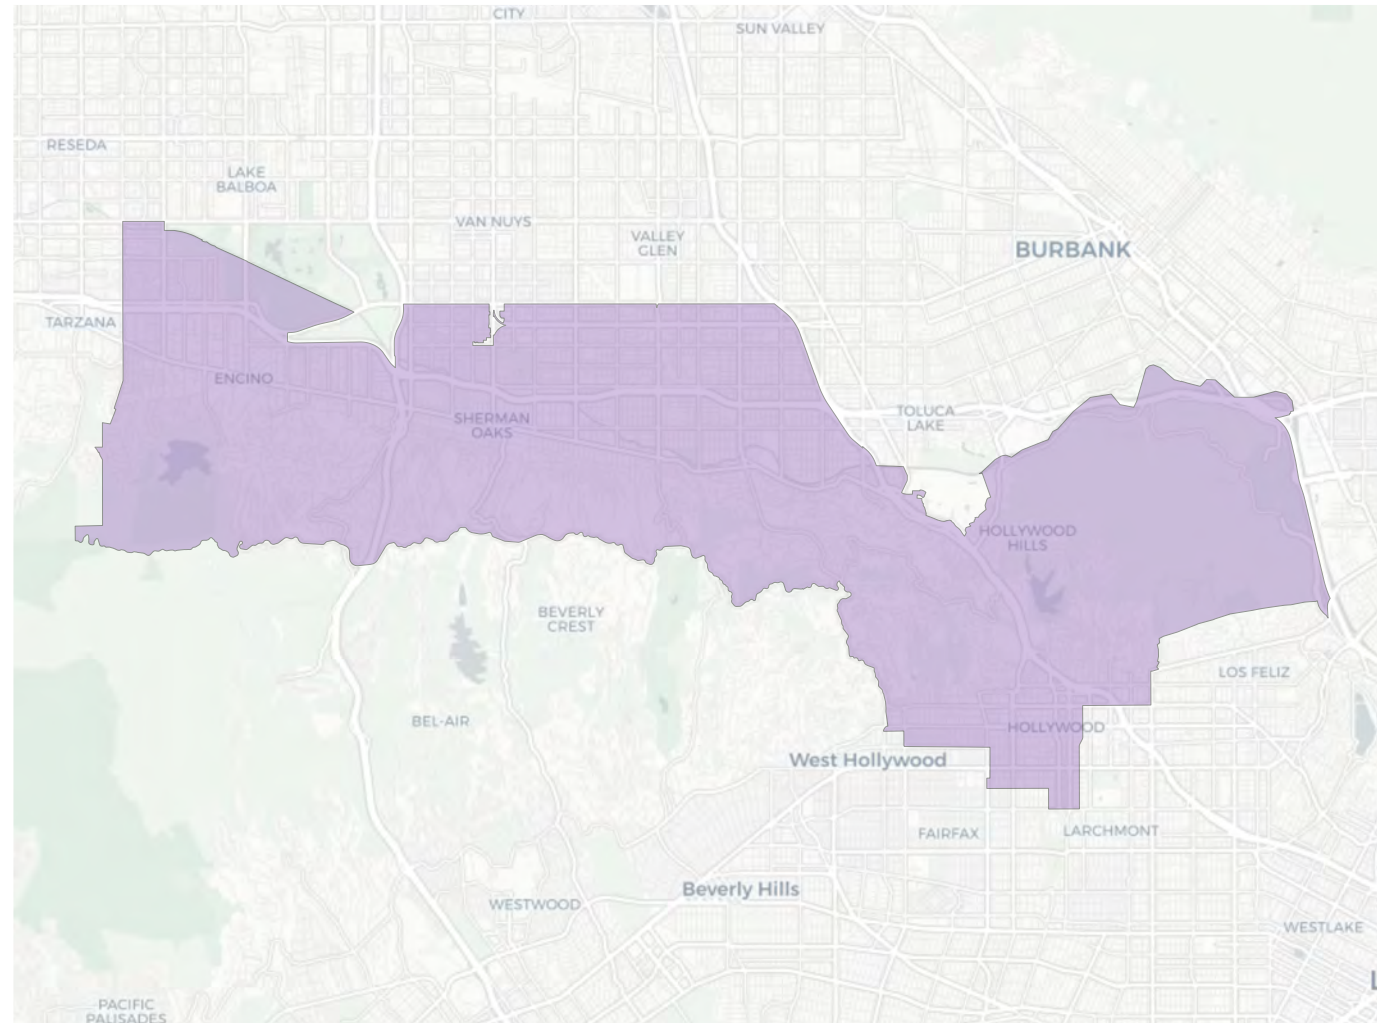 CITY
SUN VALLEY
RESEDA
LAKE
BALBOA
VAN NUYS
VALLEY
GLEN
BURBANK
TARZANA
ENCINO
SHERMAN
OAKS
TOLUCA
LAKE
HOLLYWOOD
HILLS
BEVERLY
CREST
LOS FELIZ
BEL-AIR
HOLLYWOOD
West Hollywood
FAIRFAX
LARCHMONT
Beverly Hills
WESTWOOD
WESTLAKE
L
PACIFIC
PALISADES